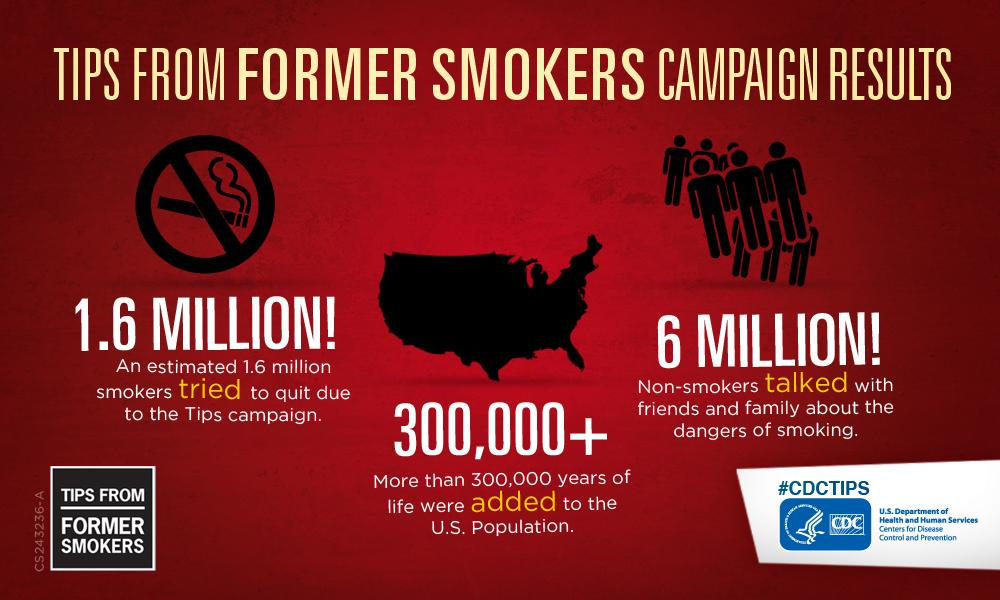 TIPS FROM FORMER SMOKERS CAMPAIGN RESULTS
1.6 MILLION!
An estimated 1.6 million
smokers tried to quit due
to the Tips campaign.
300,000+
More than 300,000 years of
life were added to the
U.S. Population.
6 MILLION!
Non-smokers talked with
friends and family about the
dangers of smoking.
CS243236-A
TIPS FROM
FORMER
SMOKERS
#CDCTIPS
CDC
U.S. Department of
Health and Human Services
Centers for Disease
Control and Prevention